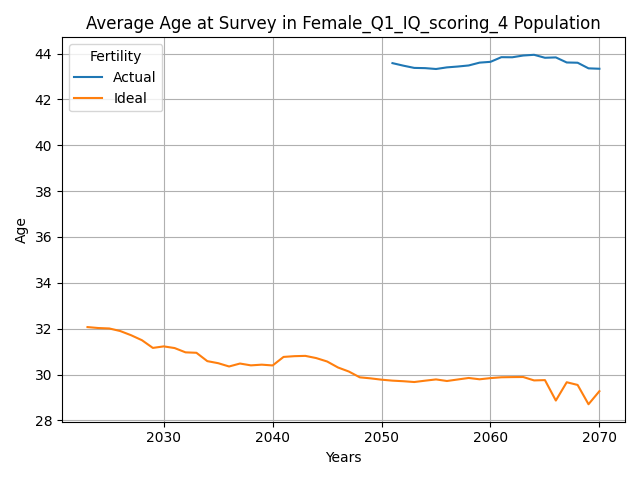 Average Age at Survey in Female_Q1_IQ_scoring_4 Population
Fertility
Actual
Ideal
Age
44
42
40
38
36
34
32
30
28
2030
2040
2050
2060
2070
Years